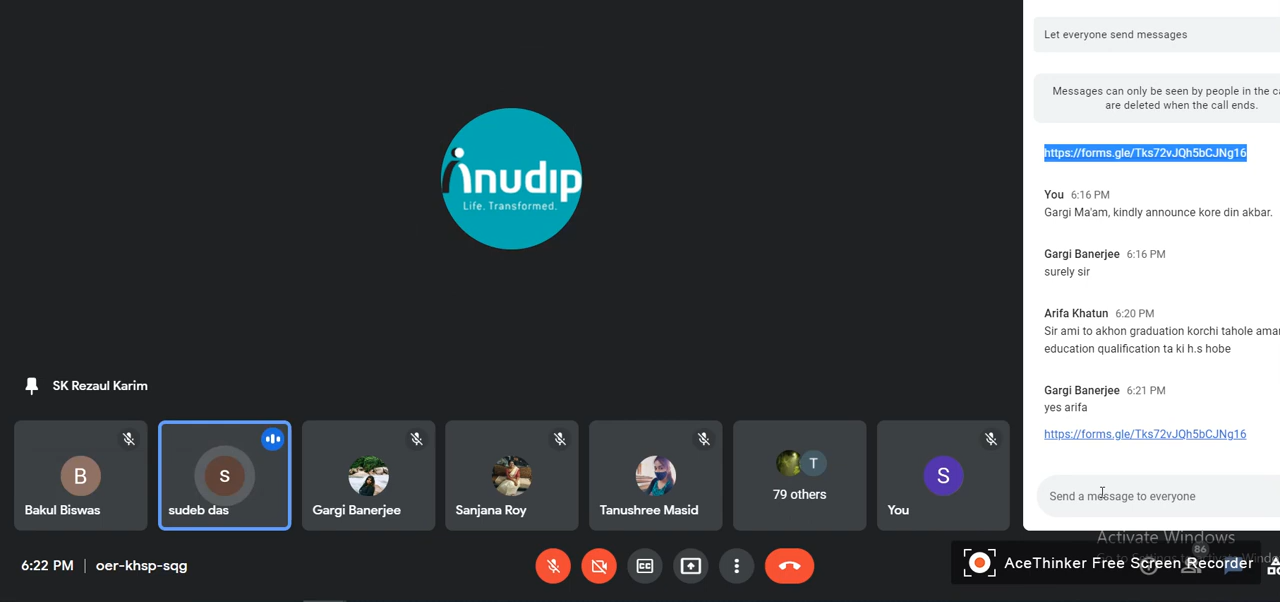 inudip
Life. Transformed.
SK Rezaul Karim
B
Bakul Biswas
s
sudeb das
Gargi Banerjee
Sanjana Roy
Tanushree Masid
T
79 others
S
You
6:22 PM | oer-khsp-sqg
Let everyone send messages
Messages can only be seen by people in the
are deleted when the call ends.
https://forms.gle/Tks72vJQh5bCJNg16
You 6:16 PM
Gargi Ma'am, kindly announce kore din akbar.
Gargi Banerjee 6:16 PM
surely sir
Arifa Khatun 6:20 PM
Sir ami to akhon graduation korchi tahole
education qualification ta ki h.s hobe
Gargi Banerjee 6:21 PM
yes arifa
https://forms.gle/Tks72vJQh5bCJNg16
Send a message to everyone
Activate Windows
86
AceThinker Free Screen Recorder